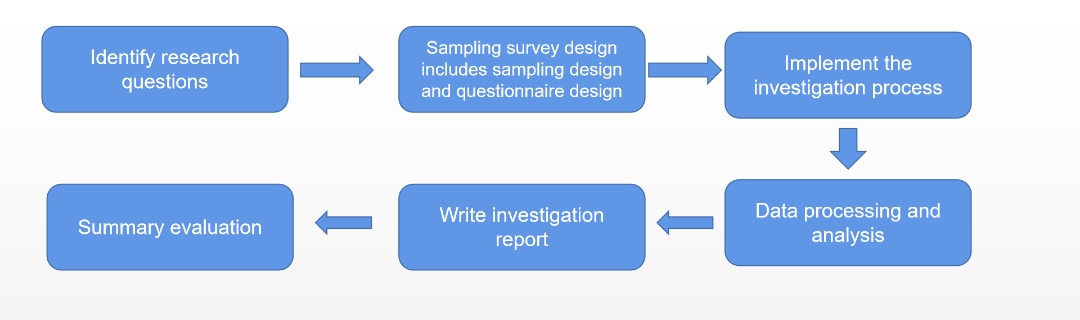 Identify research
questions
Sampling survey design
includes sampling design
and questionnaire design
Implement the
investigation process
Data processing and
analysis
Write investigation
report
Summary evaluation